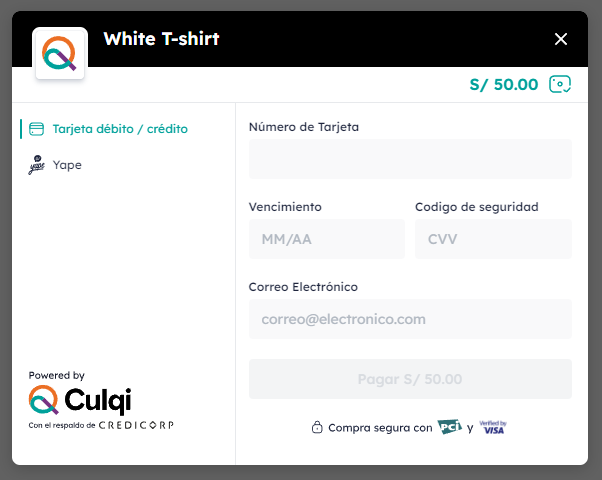 White T-shirt
S/ 50.00
Tarjeta débito / crédito
yape
Yape
Número de Tarjeta
Vencimiento
Codigo de seguridad
MM/AA
CVV
Correo Electrónico
correo@electronico.com
Pagar S/ 50.00
Compra segura con PCI y Verified by VISA
Powered by
Culqi
Con el respaldo de CREDICORP